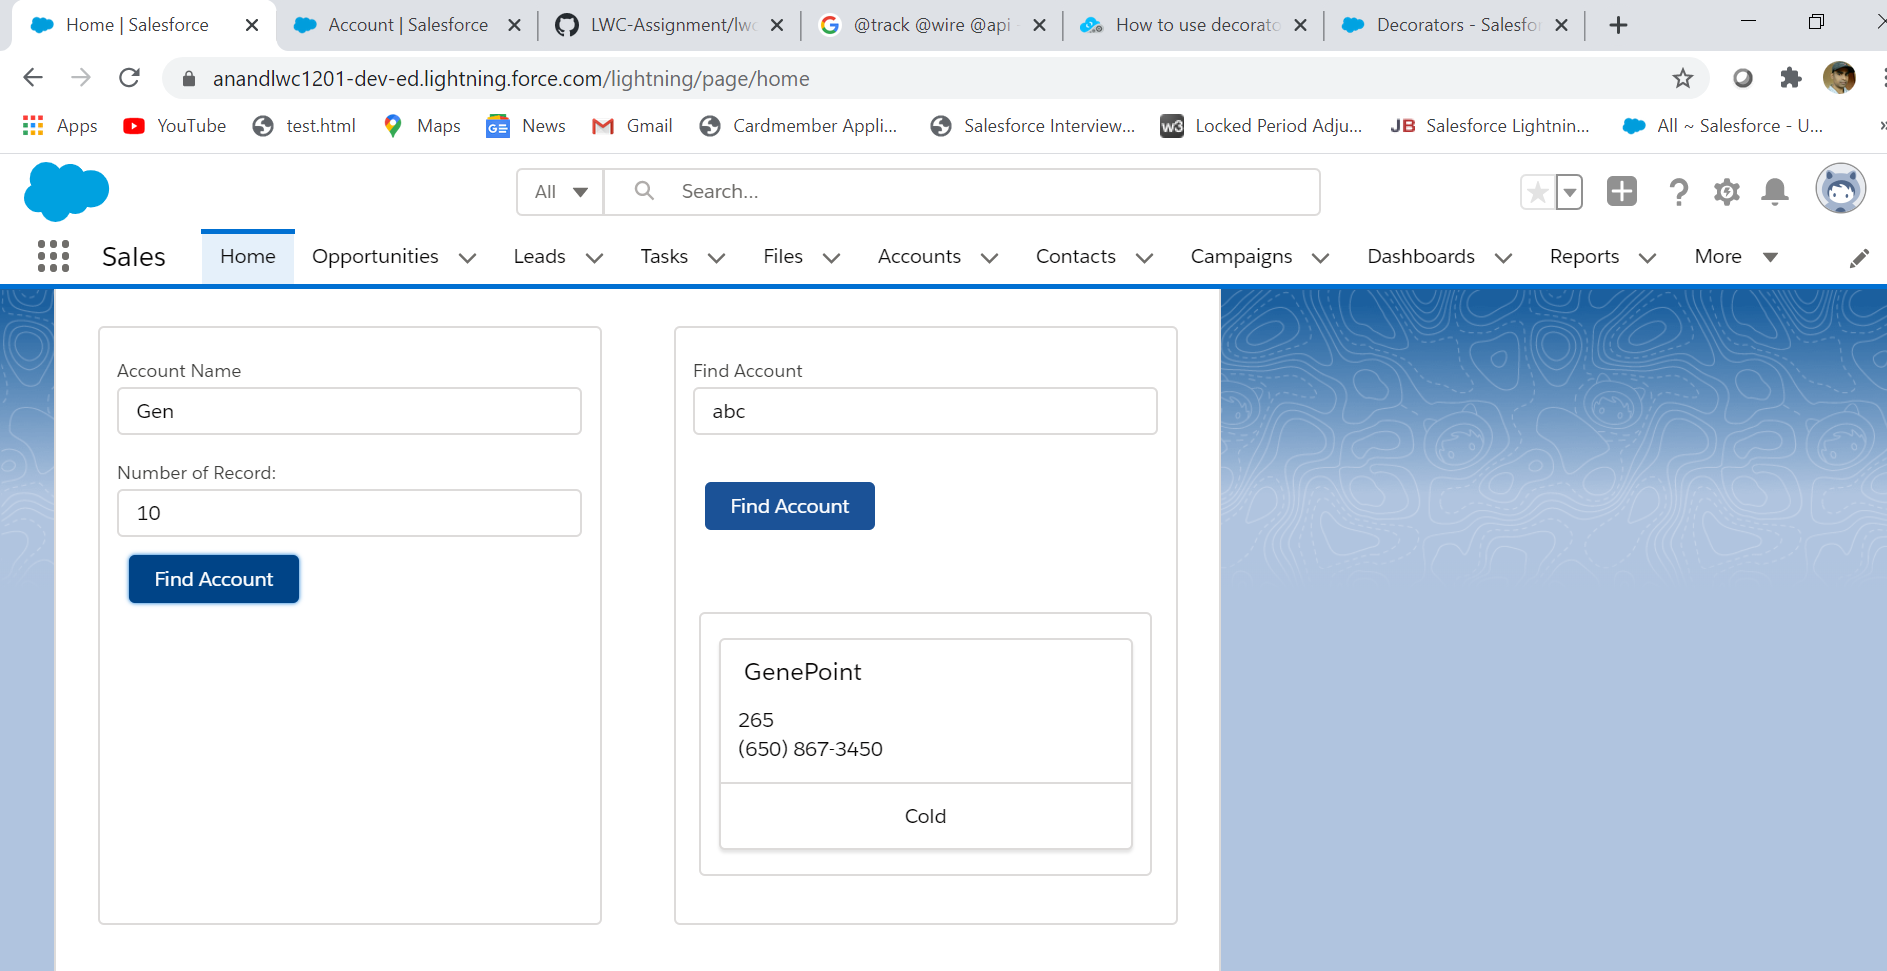 Home | Salesforce
Account | Salesforce
LWC-Assignment/lwc
@track @wire @api -
How to use decorato
Decorators - Salesfor
anandlwc1201-dev-ed.lightning.force.com/lightning/page/home
Apps
YouTube
test.html
Maps
GE News
Gmail
Cardmember Appli...
Salesforce Interview...
w3 Locked Period Adju...
JB Salesforce Lightnin...
All ~ Salesforce - U...
All
Search...
Sales
Home
Opportunities
Leads
Tasks
Files
Accounts
Contacts
Campaigns
Dashboards
Reports
More
Account Name
Gen
Number of Record:
10
Find Account
Find Account
abc
Find Account
GenePoint
265
(650) 867-3450
Cold